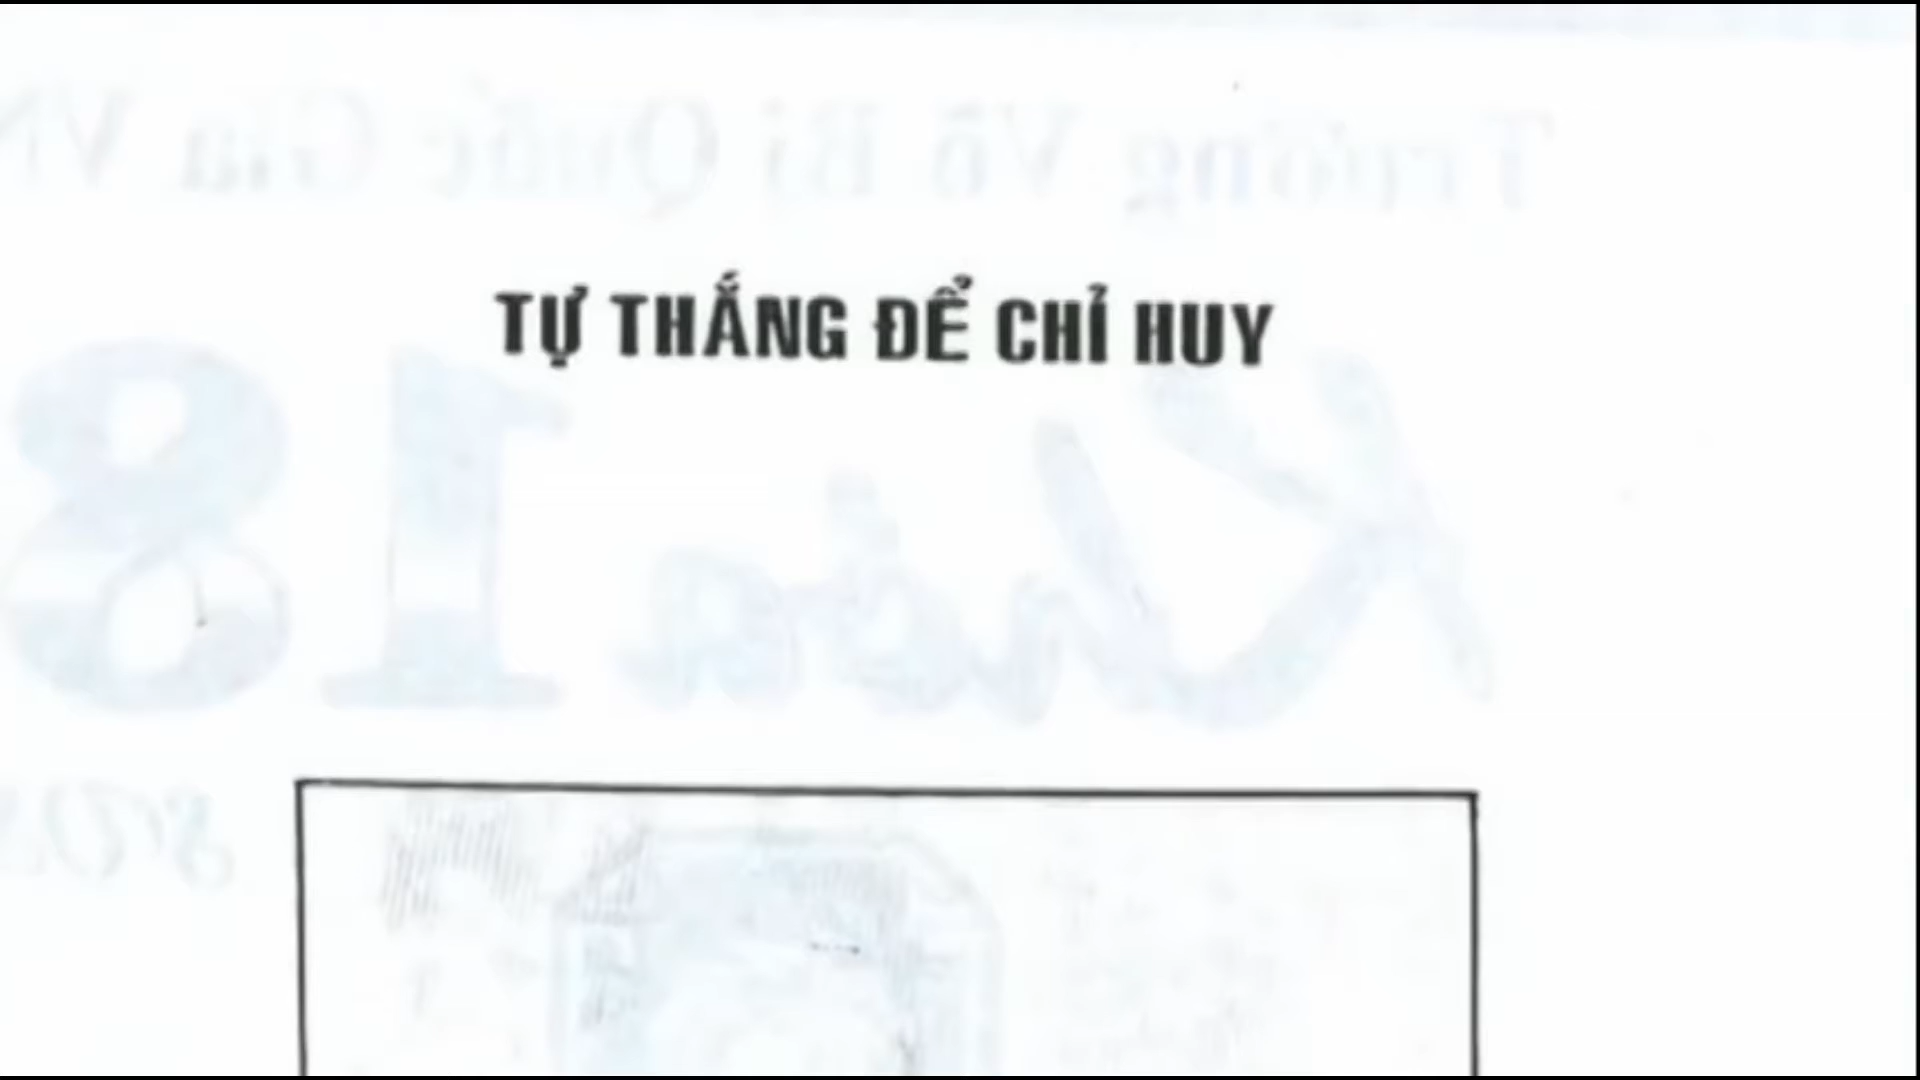 Trường Võ Bị Quốc Gia VN
TỰ THẮNG ĐỂ CHỈ HUY
Khóa 18